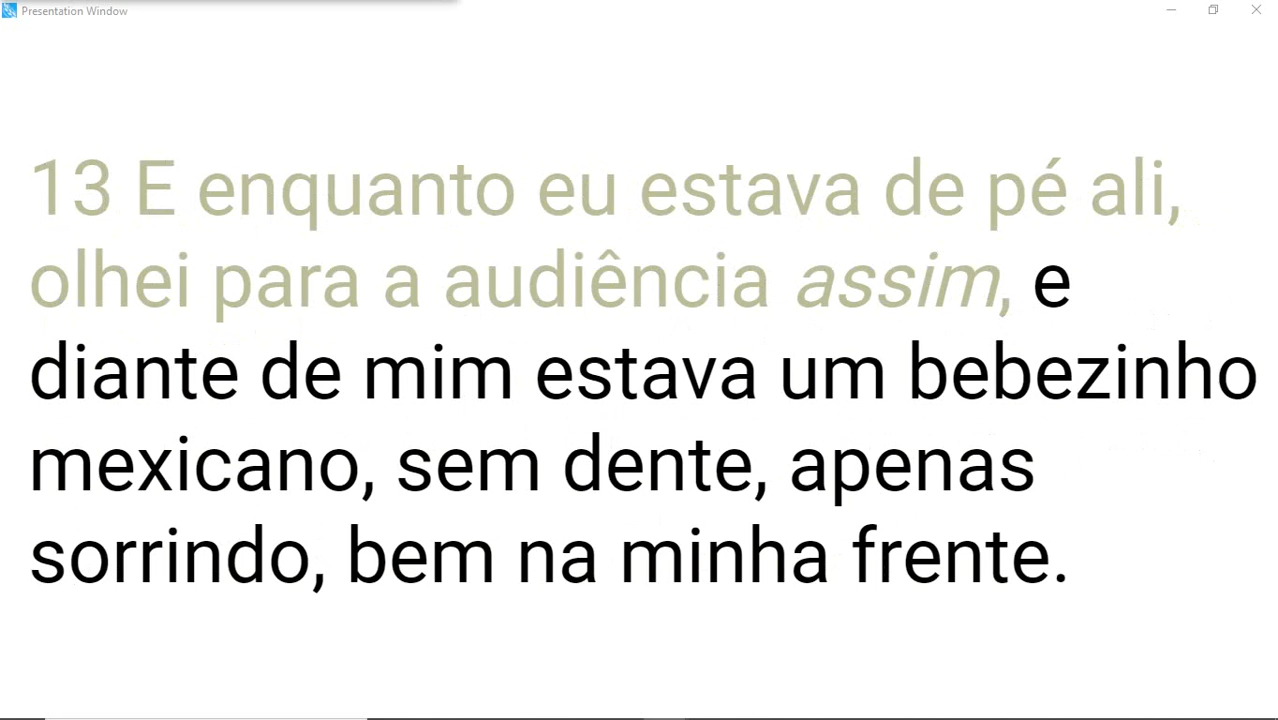 Presentation Window
13 E enquanto eu estava de pé ali,
olhei para a audiência assim, e
diante de mim estava um bebezinho
mexicano, sem dente, apenas
sorrindo, bem na minha frente.